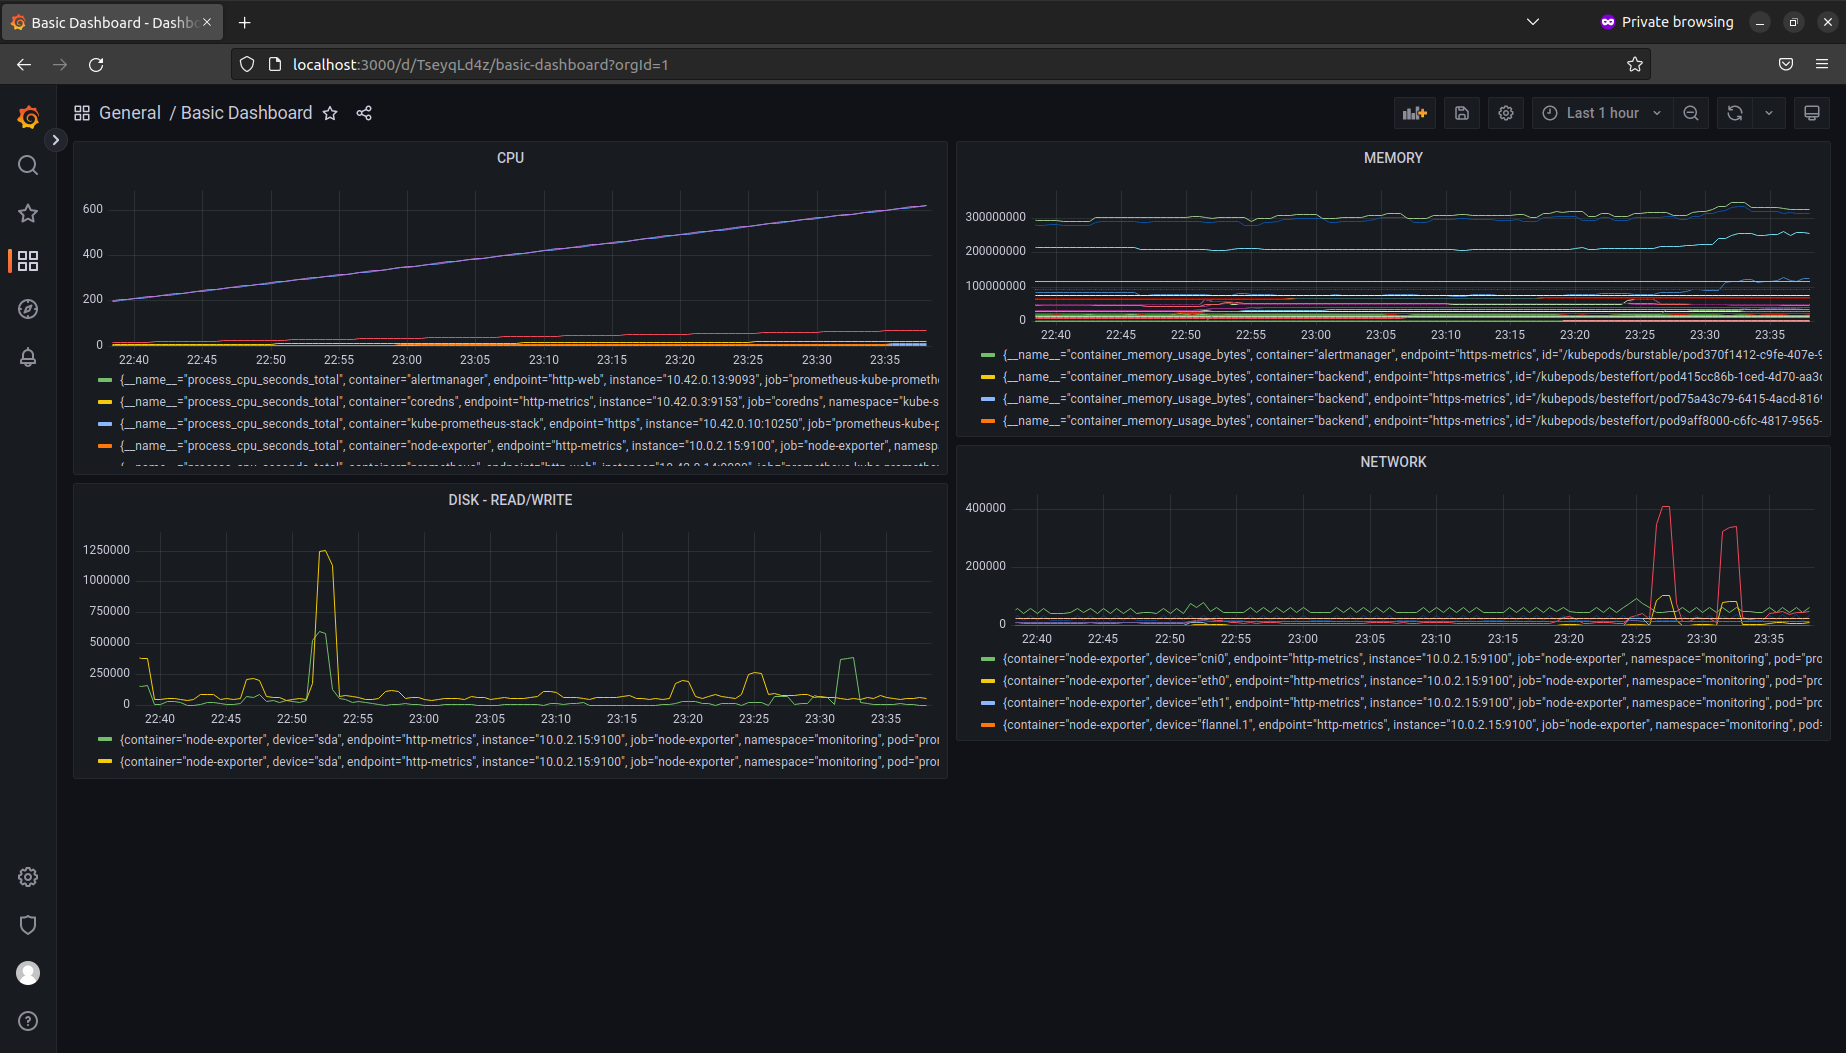 Basic Dashboard - Dashbo
Private browsing
localhost:3000/d/TseyqLd4z/basic-dashboard?orgId=1
General / Basic Dashboard
Last 1 hour
CPU
600
400
200
0
22:40 22:45 22:50 22:55 23:00 23:05 23:10 23:15 23:20 23:25 23:30 23:35
{__name__="process_cpu_seconds_total", container="alertmanager", endpoint="http-web", instance="10.42.0.13:9093", job="prometheus-kube-prometh
{__name__="process_cpu_seconds_total", container="coredns", endpoint="http-metrics", instance="10.42.0.3:9153", job="coredns", namespace="kube-s
{__name__="process_cpu_seconds_total", container="kube-prometheus-stack", endpoint="https", instance="10.42.0.10:10250", job="prometheus-kube-p
{__name__="process_cpu_seconds_total", container="node-exporter", endpoint="http-metrics", instance="10.0.2.15:9100", job="node-exporter", namesp
MEMORY
300000000
200000000
100000000
0
22:40 22:45 22:50 22:55 23:00 23:05 23:10 23:15 23:20 23:25 23:30 23:35
{__name__="container_memory_usage_bytes", container="alertmanager", endpoint="https-metrics", id="/kubepods/burstable/pod370f1412-c9fe-407e-9
{__name__="container_memory_usage_bytes", container="backend", endpoint="https-metrics", id="/kubepods/besteffort/pod415cc86b-1ced-4d70-aa3c
{__name__="container_memory_usage_bytes", container="backend", endpoint="https-metrics", id="/kubepods/besteffort/pod75a43c79-6415-4acd-816
{__name__="container_memory_usage_bytes", container="backend", endpoint="https-metrics", id="/kubepods/besteffort/pod9aff8000-c6fc-4817-9565-
DISK - READ/WRITE
1250000
1000000
750000
500000
250000
0
22:40 22:45 22:50 22:55 23:00 23:05 23:10 23:15 23:20 23:25 23:30 23:35
{container="node-exporter", device="sda", endpoint="http-metrics", instance="10.0.2.15:9100", job="node-exporter", namespace="monitoring", pod="pro
{container="node-exporter", device="sda", endpoint="http-metrics", instance="10.0.2.15:9100", job="node-exporter", namespace="monitoring", pod="pro
NETWORK
400000
200000
0
22:40 22:45 22:50 22:55 23:00 23:05 23:10 23:15 23:20 23:25 23:30 23:35
{container="node-exporter", device="cni0", endpoint="http-metrics", instance="10.0.2.15:9100", job="node-exporter", namespace="monitoring", pod="pro
{container="node-exporter", device="eth0", endpoint="http-metrics", instance="10.0.2.15:9100", job="node-exporter", namespace="monitoring", pod="pro
{container="node-exporter", device="eth1", endpoint="http-metrics", instance="10.0.2.15:9100", job="node-exporter", namespace="monitoring", pod="pro
{container="node-exporter", device="flannel.1", endpoint="http-metrics", instance="10.0.2.15:9100", job="node-exporter", namespace="monitoring", pod=